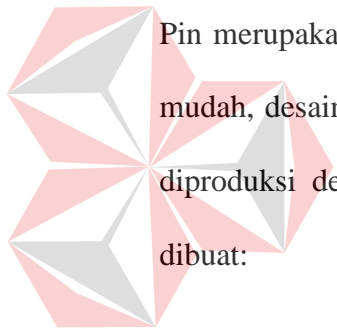 Pin merupaka
mudah, desain
diproduksi de
dibuat: